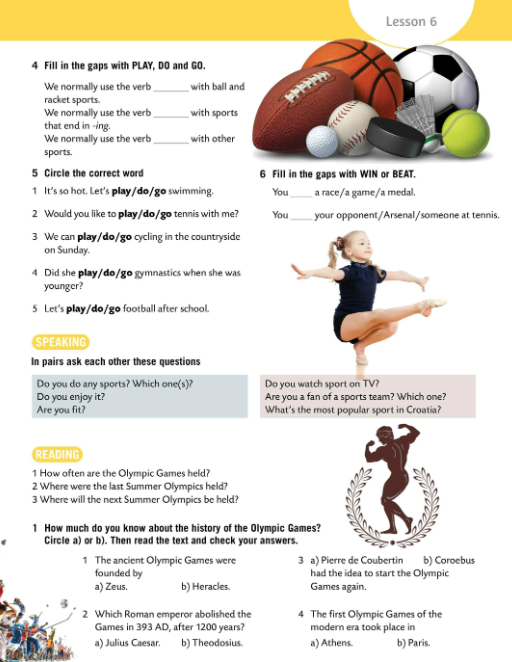 Lesson 6
4 Fill in the gaps with PLAY, DO and GO.
We normally use the verb ________ with ball and
racket sports.
We normally use the verb ________ with sports
that end in -ing.
We normally use the verb ________ with other
sports.
5 Circle the correct word
1 It's so hot. Let's play/do/go swimming.
2 Would you like to play/do/go tennis with me?
3 We can play/do/go cycling in the countryside
on Sunday.
4 Did she play/do/go gymnastics when she was
younger?
5 Let's play/do/go football after school.
6 Fill in the gaps with WIN or BEAT.
You _____ a race/a game/a medal.
You _____ your opponent/Arsenal/someone at tennis.
SPEAKING
In pairs ask each other these questions
Do you do any sports? Which one(s)?
Do you enjoy it?
Are you fit?
Do you watch sport on TV?
Are you a fan of a sports team? Which one?
What's the most popular sport in Croatia?
READING
1 How often are the Olympic Games held?
2 Where were the last Summer Olympics held?
3 Where will the next Summer Olympics be held?
1 How much do you know about the history of the Olympic Games?
Circle a) or b). Then read the text and check your answers.
1 The ancient Olympic Games were
founded by
a) Zeus. b) Heracles.
2 Which Roman emperor abolished the
Games in 393 AD, after 1200 years?
a) Julius Caesar. b) Theodosius.
3 a) Pierre de Coubertin b) Coroebus
had the idea to start the Olympic
Games again.
4 The first Olympic Games of the
modern era took place in
a) Athens. b) Paris.